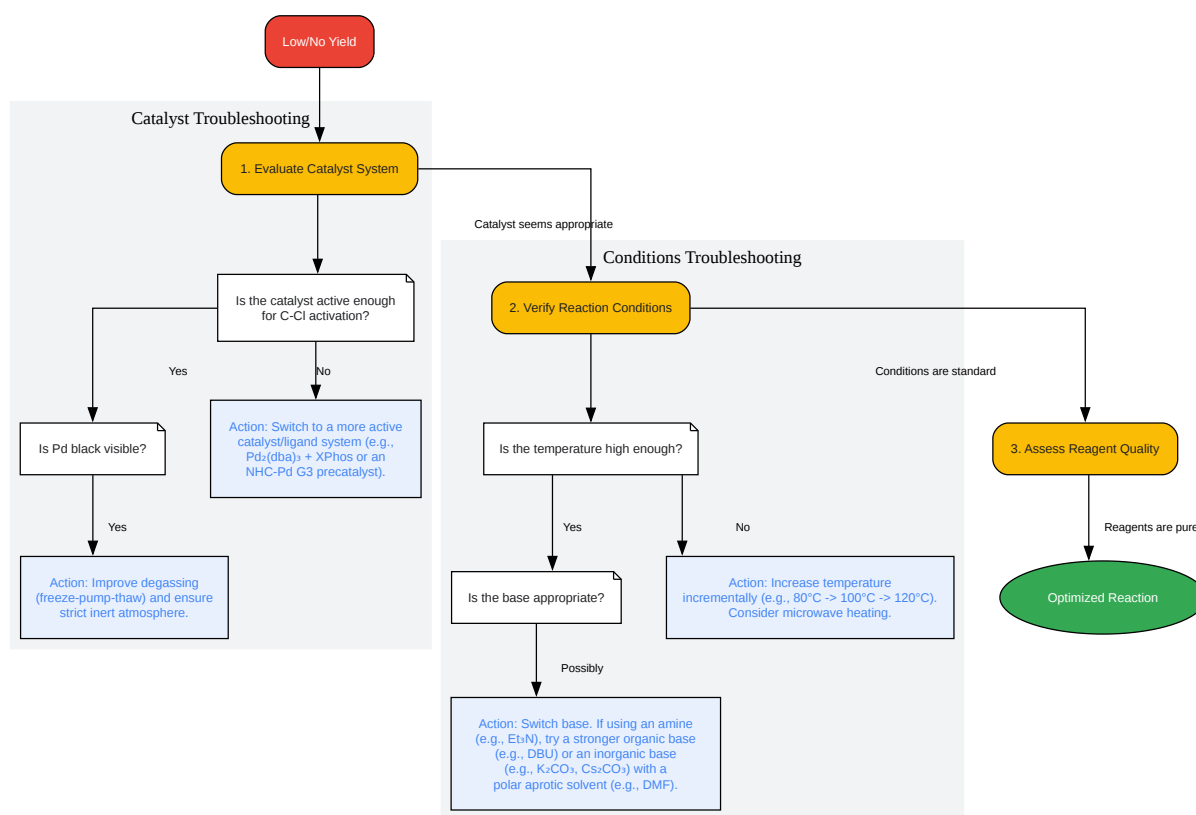 Low/No Yield
Catalyst Troubleshooting
1. Evaluate Catalyst System
Catalyst seems appropriate
Conditions Troubleshooting
Is the catalyst active enough
for C-Cl activation?
2. Verify Reaction Conditions
Yes
No
Conditions are standard
Is Pd black visible?
Action: Switch to a more active
catalyst/ligand system (e.g.,
Pd₂(dba)₃ + XPhos or an
NHC-Pd G3 precatalyst).
Is the temperature high enough?
3. Assess Reagent Quality
Yes
Yes
No
Reagents are pure
Action: Improve degassing
(freeze-pump-thaw) and ensure
strict inert atmosphere.
Is the base appropriate?
Action: Increase temperature
incrementally (e.g., 80°C -> 100°C -> 120°C).
Consider microwave heating.
Optimized Reaction
Possibly
Action: Switch base. If using an amine
(e.g., Et₃N), try a stronger organic base
(e.g., DBU) or an inorganic base
(e.g., K₂CO₃, Cs₂CO₃) with a
polar aprotic solvent (e.g., DMF).